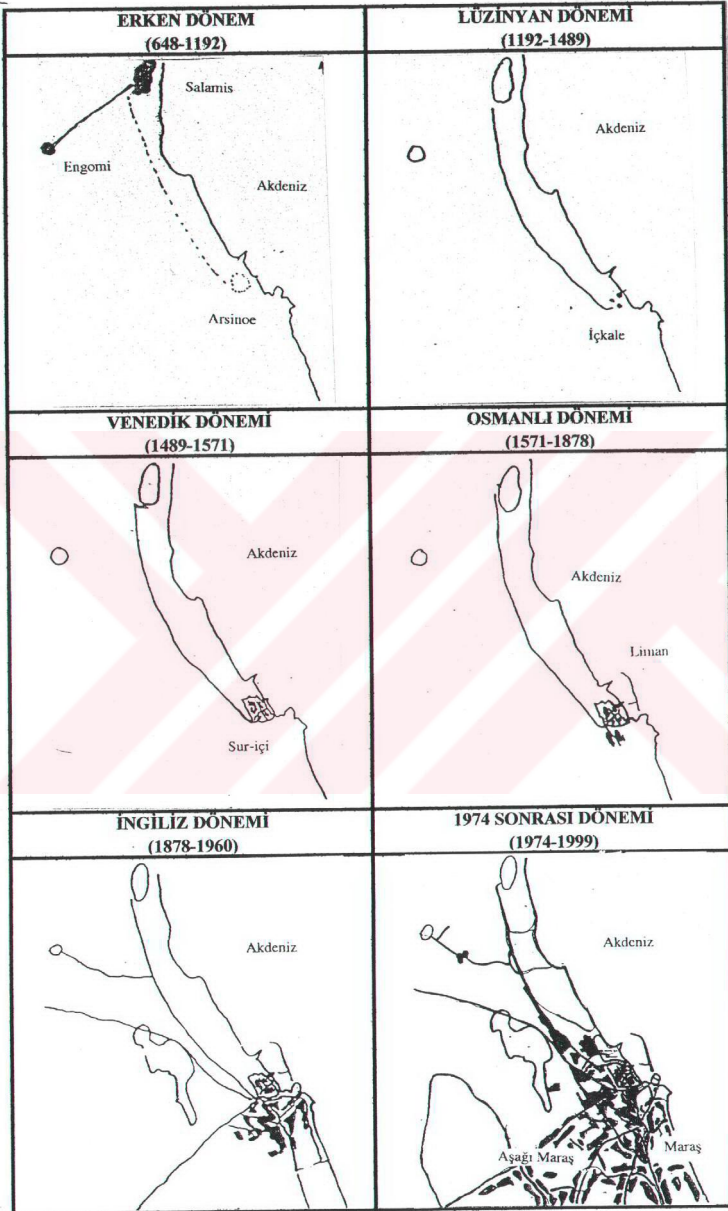 ERKEN DÖNEM
(648-1192)
Salamis
Engomi
Akdeniz
Arsinoe
LÜZİNYAN DÖNEMİ
(1192-1489)
Akdeniz
İçkale
VENEDİK DÖNEMİ
(1489-1571)
Akdeniz
Sur-içi
OSMANLI DÖNEMİ
(1571-1878)
Akdeniz
Liman
İNGİLİZ DÖNEMİ
(1878-1960)
Akdeniz
1974 SONRASI DÖNEMİ
(1974-1999)
Akdeniz
Aşağı Maraş
Maraş